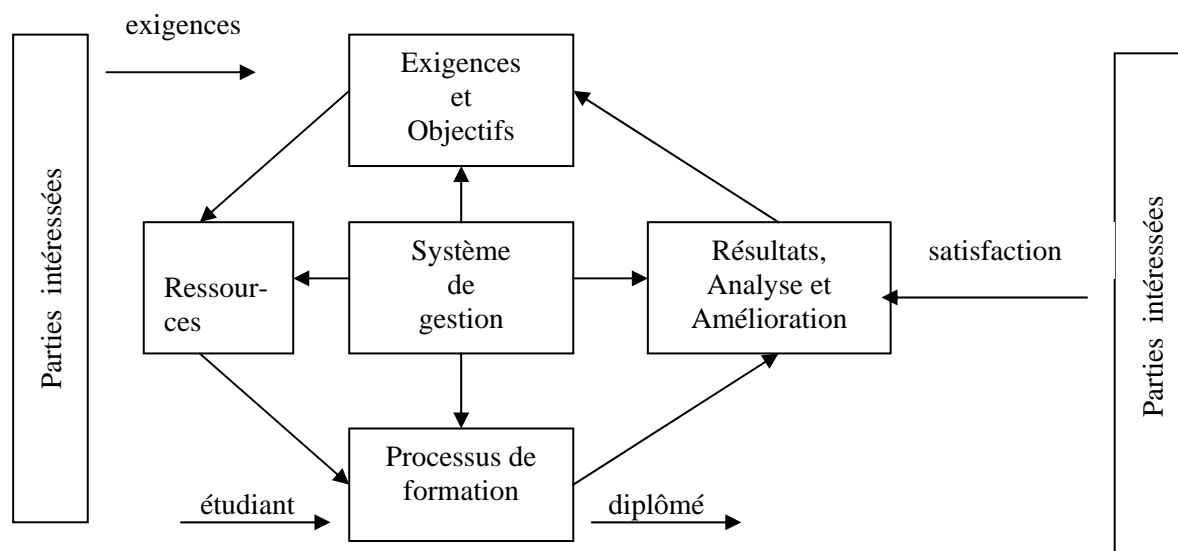 exigences
Parties intéressées
Exigences
et
Objectifs
Ressour-
ces
Système
de
gestion
Résultats,
Analyse et
Amélioration
satisfaction
Parties intéressées
Processus de
formation
étudiant
diplômé